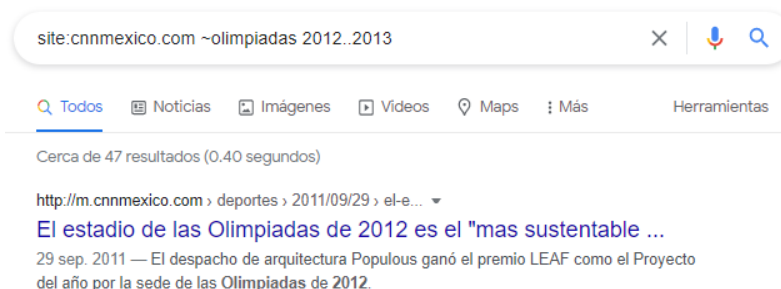 site:cnnmexico.com ~olimpiadas 2012..2013
Todos Noticias Imágenes Videos Maps Más Herramientas
Cerca de 47 resultados (0.40 segundos)
http://m.cnnmexico.com › deportes › 2011/09/29 › el-e...
El estadio de las Olimpiadas de 2012 es el "mas sustentable ...
29 sep. 2011 — El despacho de arquitectura Populous ganó el premio LEAF como el Proyecto
del año por la sede de las Olimpiadas de 2012.